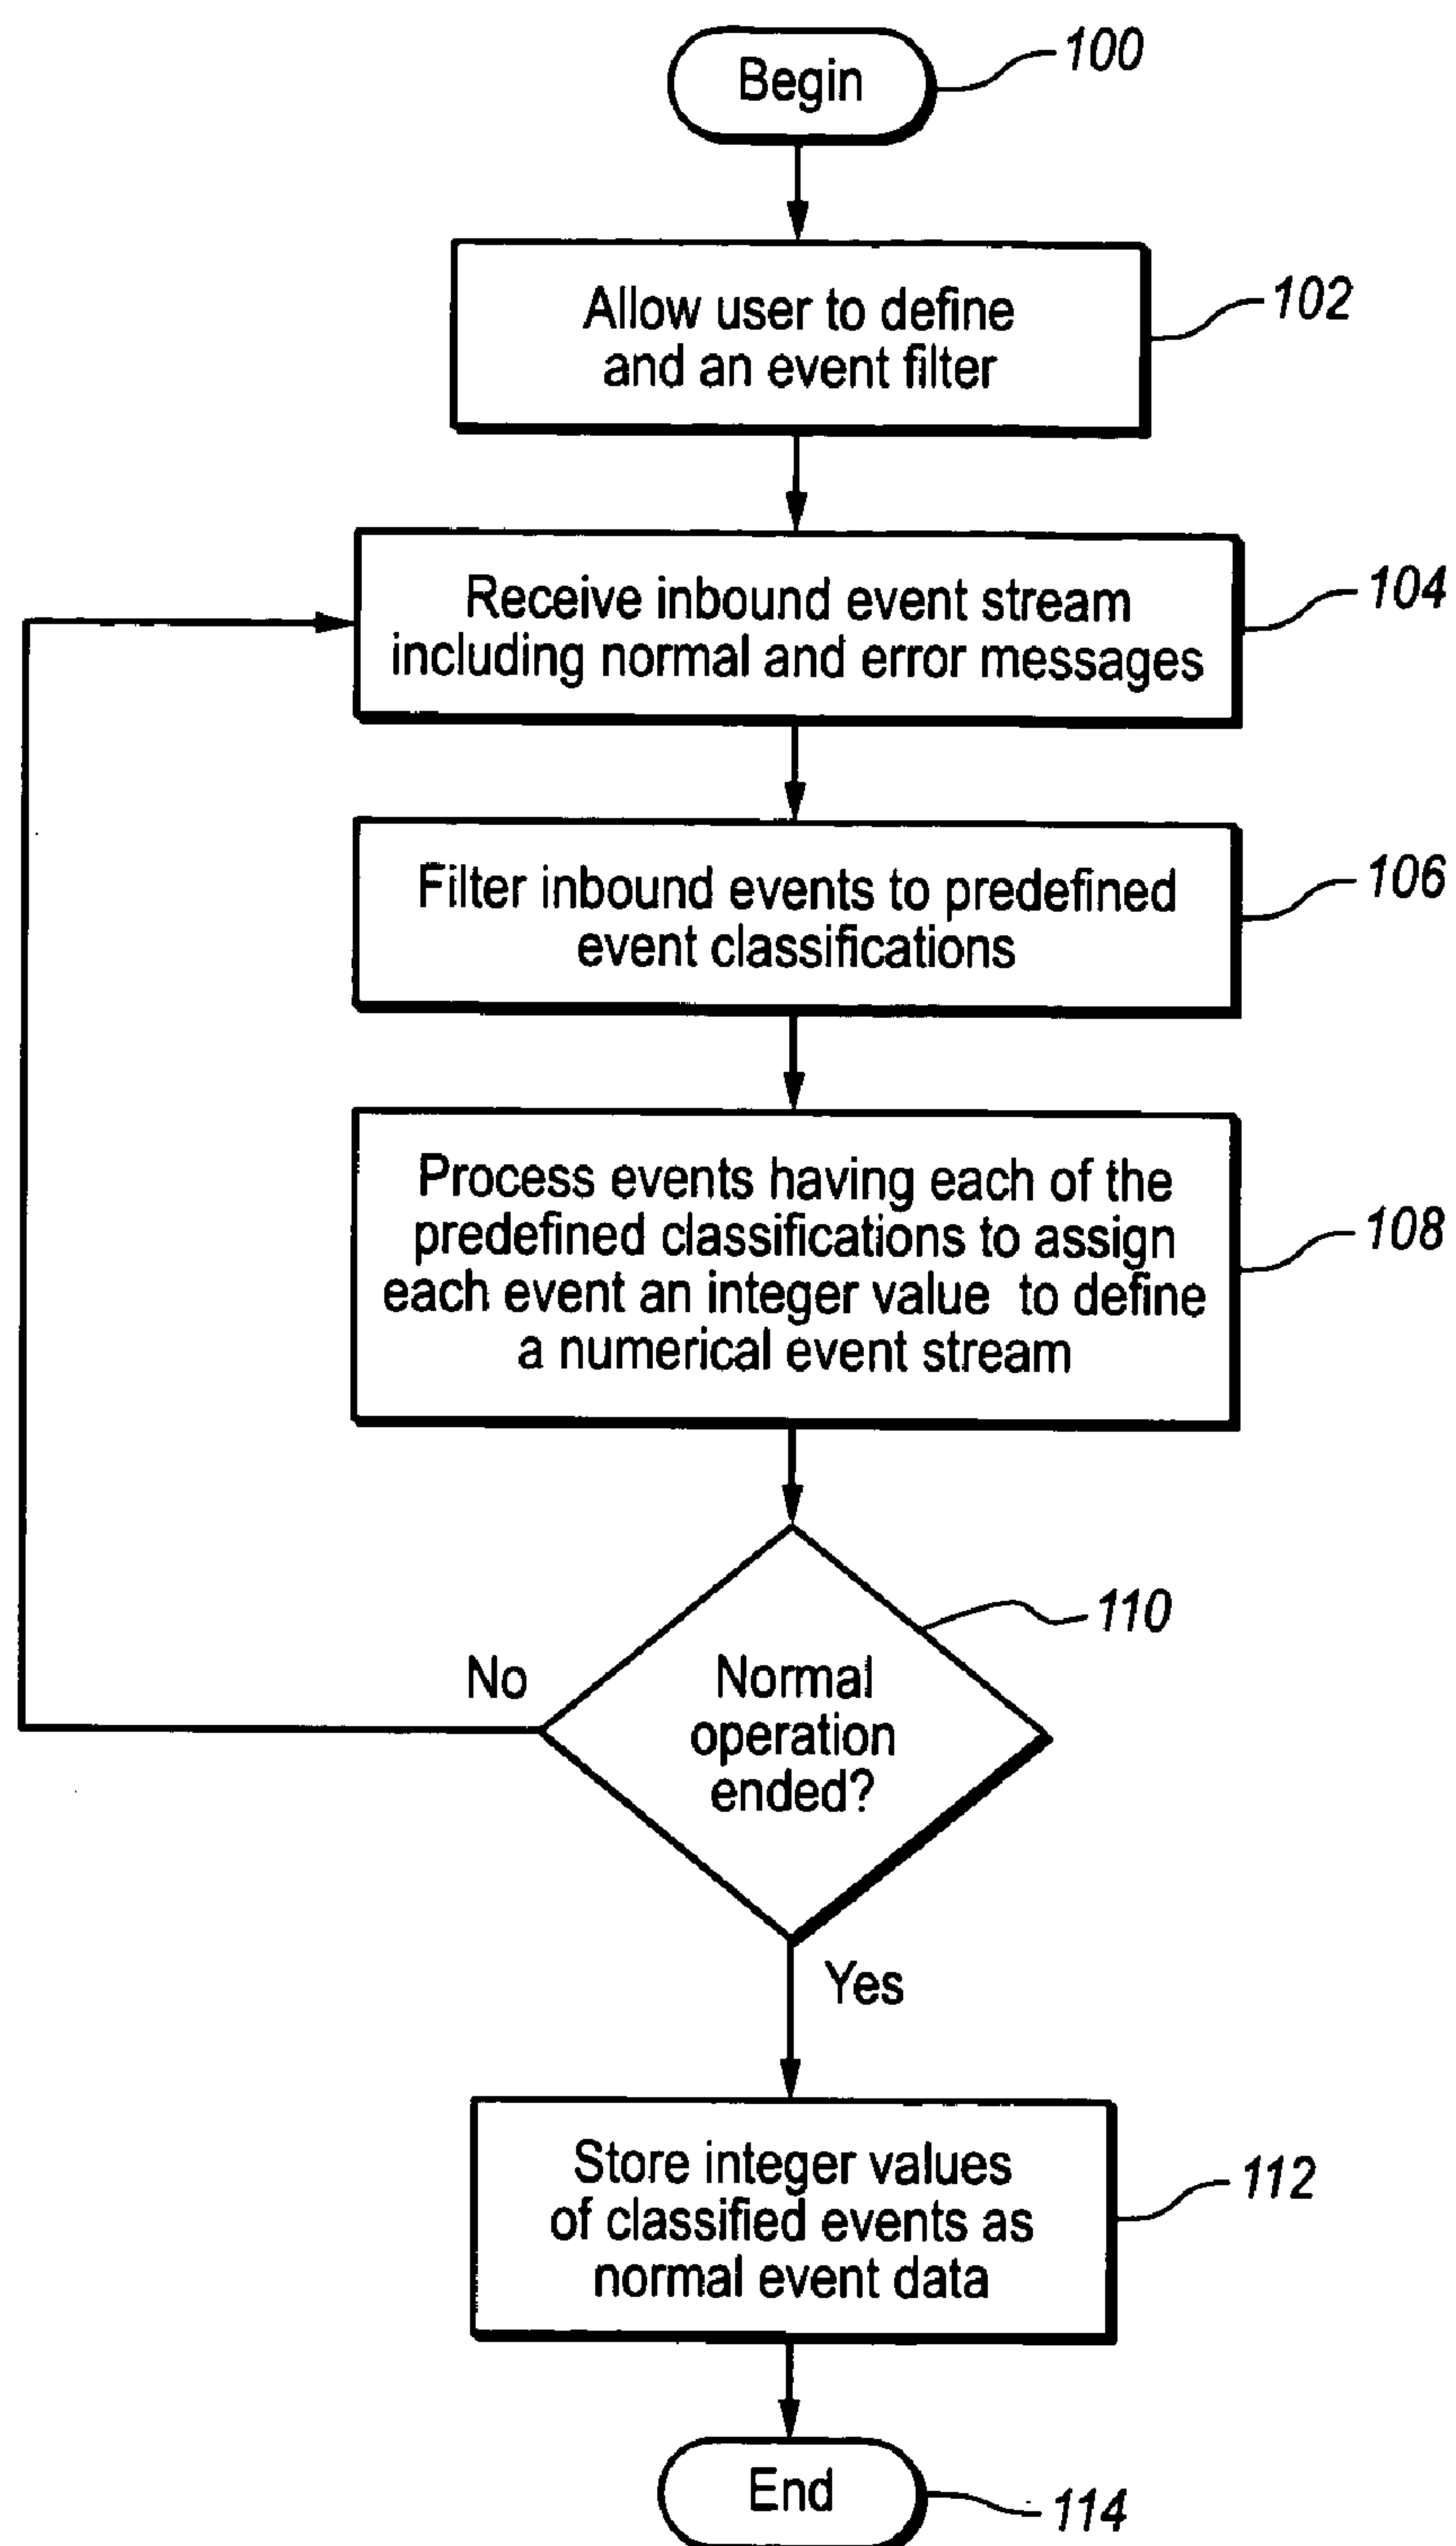 Begin
100
Allow user to define
and an event filter
102
Receive inbound event stream
including normal and error messages
104
Filter inbound events to predefined
event classifications
106
Process events having each of the
predefined classifications to assign
each event an integer value to define
a numerical event stream
108
Normal
operation
ended?
110
No
Yes
Store integer values
of classified events as
normal event data
112
End
114